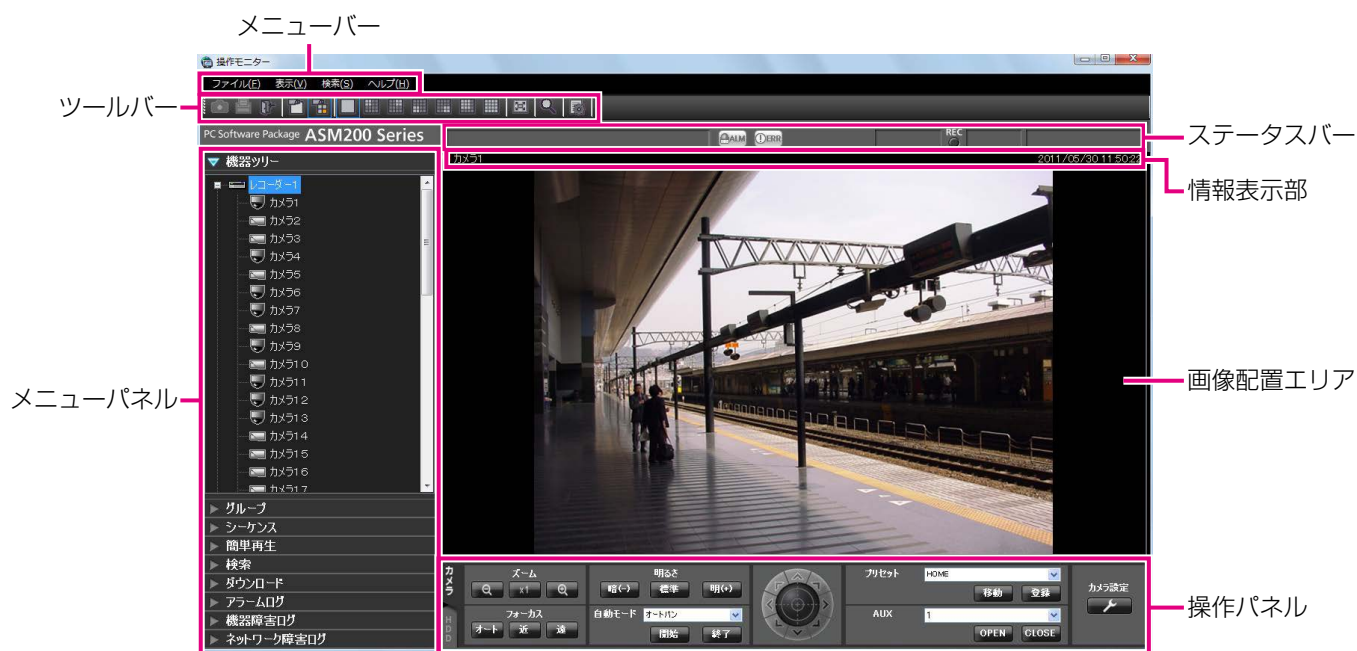 メニューバー
操作モニター
ファイル(F) 表示(V) 検索(S) ヘルプ(H)
ツールバー
PC Software Package ASM200 Series
ALM ERR REC
ステータスバー
機器ツリー
カメラ1 2011/05/30 11:50:22
情報表示部
レコーダー1
カメラ1
カメラ2
カメラ3
カメラ4
カメラ5
カメラ6
カメラ7
カメラ8
カメラ9
カメラ10
カメラ11
カメラ12
カメラ13
カメラ14
カメラ15
カメラ16
カメラ17
メニューパネル
画像配置エリア
グループ
シーケンス
簡単再生
検索
ダウンロード
アラームログ
機器障害ログ
ネットワーク障害ログ
カメラ
HDD
ズーム
x1
フォーカス
オート 近 遠
明るさ
暗(-) 標準 明(+)
自動モード オートパン
開始 終了
プリセット HOME
移動 登録
AUX 1
OPEN CLOSE
カメラ設定
操作パネル